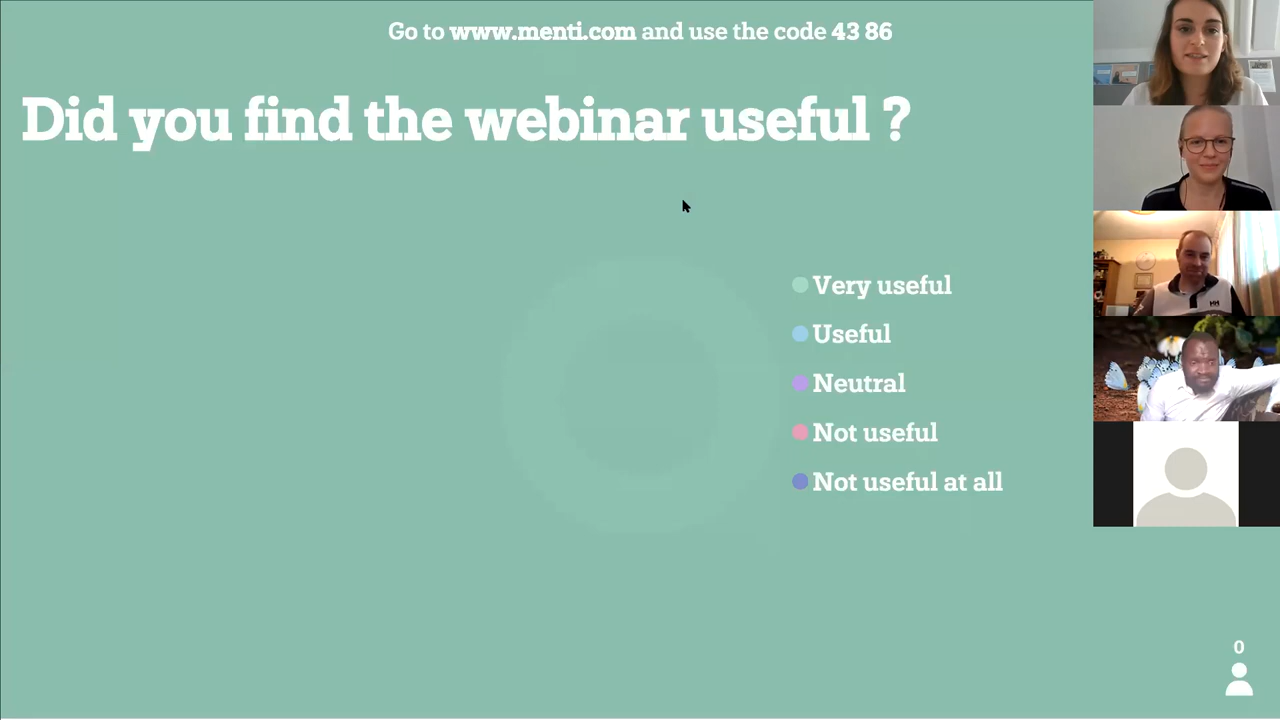 Go to www.menti.com and use the code 43 86
Did you find the webinar useful ?
Very useful
Useful
Neutral
Not useful
Not useful at all
HH
0